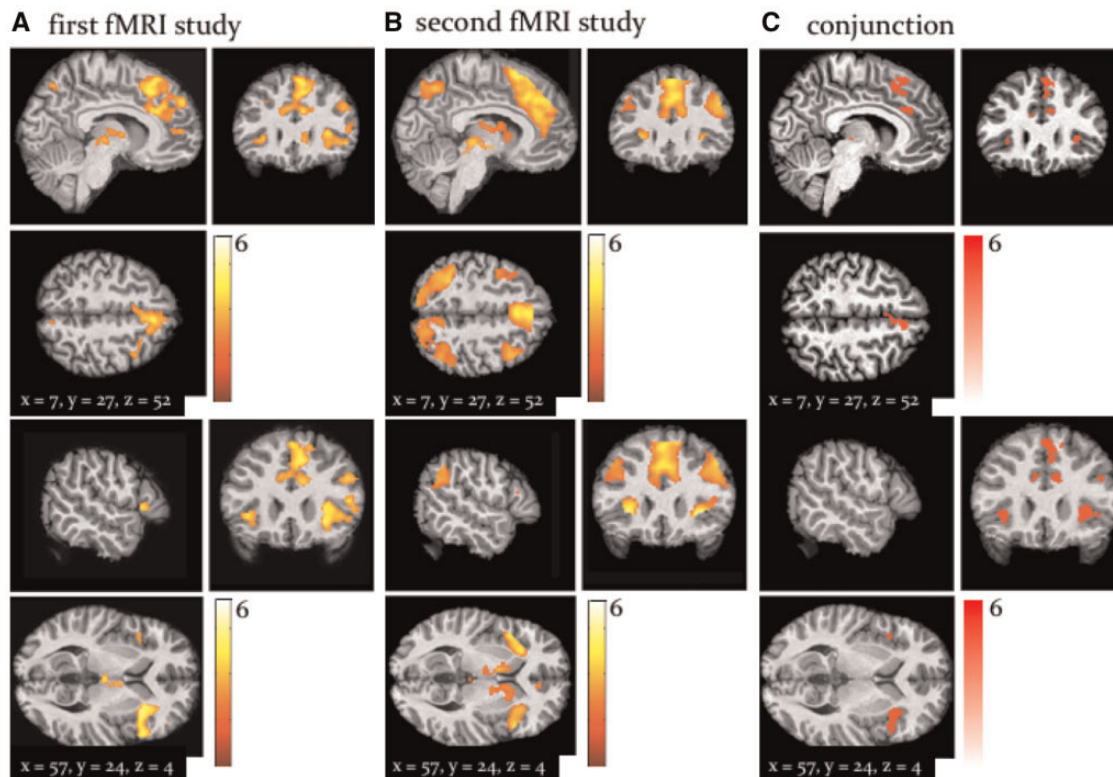 A first fMRI study
B second fMRI study
C conjunction
6
6
6
x = 7, y = 27, z = 52
x = 7, y = 27, z = 52
x = 7, y = 27, z = 52
6
6
6
x = 57, y = 24, z = 4
x = 57, y = 24, z = 4
x = 57, y = 24, z = 4